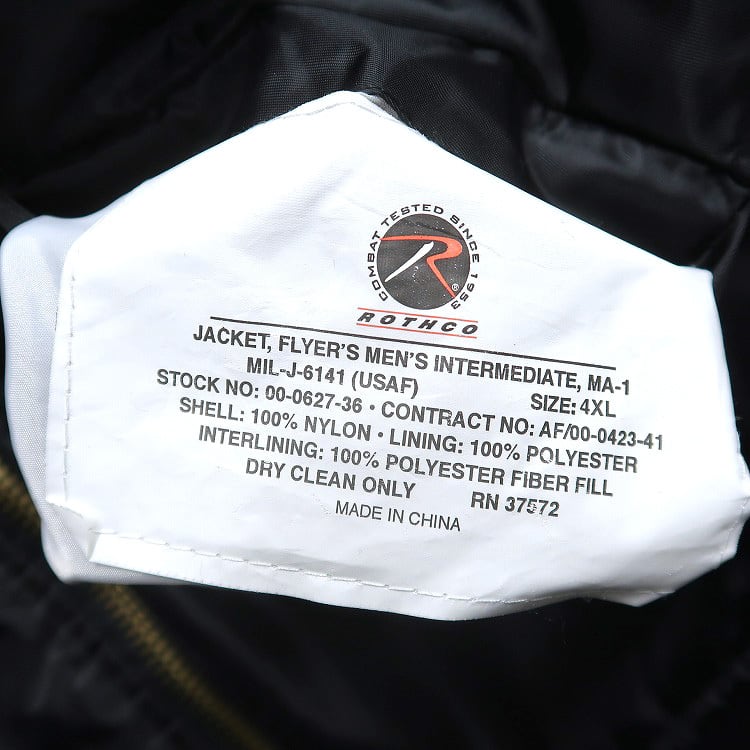 COMBAT TESTED SINCE 1953
R®
ROTHCO
JACKET, FLYER'S MEN'S INTERMEDIATE, MA-1
MIL-J-6141 (USAF) SIZE: 4XL
STOCK NO: 00-0627-36 • CONTRACT NO: AF/00-0423-41
SHELL: 100% NYLON • LINING: 100% POLYESTER
INTERLINING: 100% POLYESTER FIBER FILL
DRY CLEAN ONLY RN 37572
MADE IN CHINA